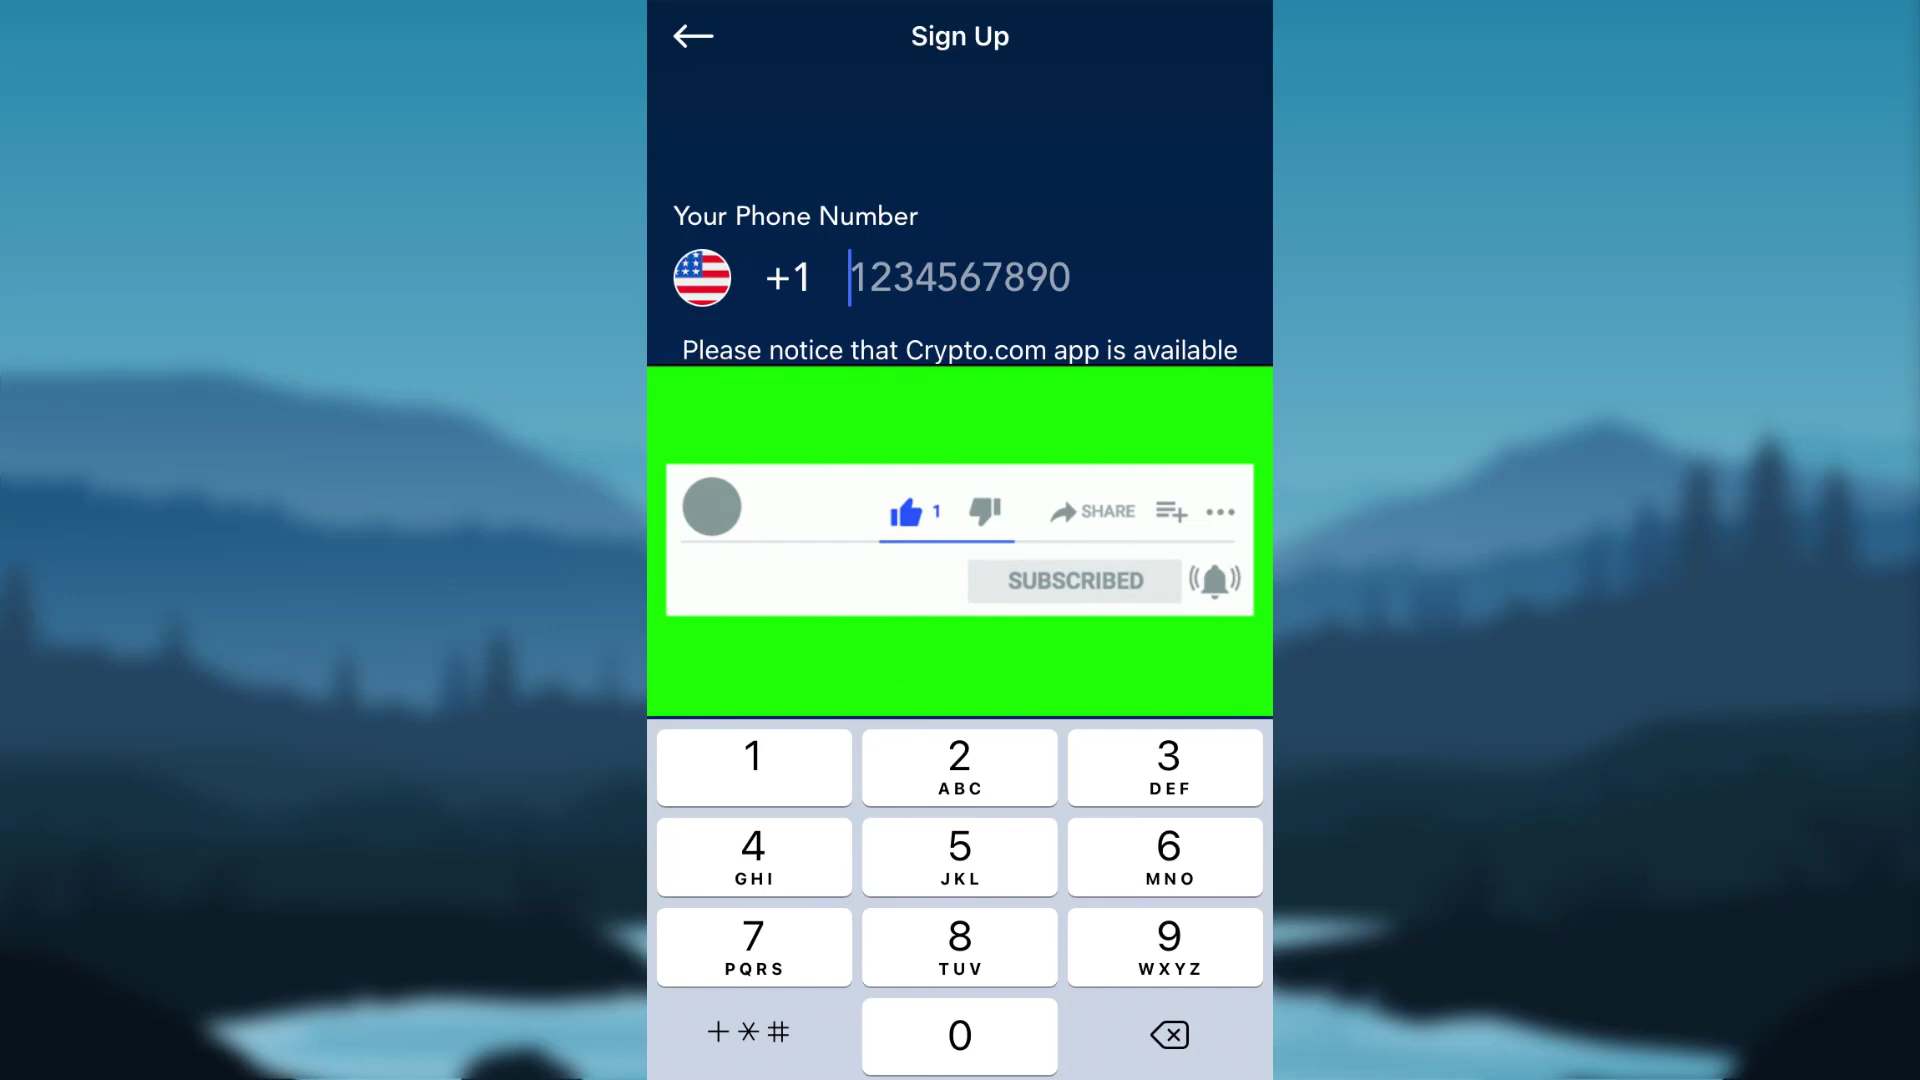 Sign Up
Your Phone Number
+1 1234567890
Please notice that Crypto.com app is available
1 SHARE
SUBSCRIBED
1 2 3
ABC DEF
4 5 6
GHI JKL MNO
7 8 9
PQRS TUV WXYZ
+*# 0